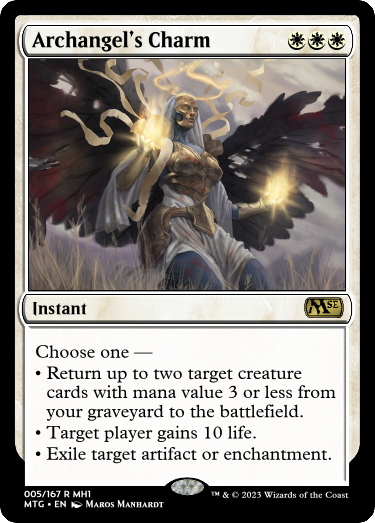 Archangel's Charm
Instant
MSE
Choose one —
• Return up to two target creature
cards with mana value 3 or less from
your graveyard to the battlefield.
• Target player gains 10 life.
• Exile target artifact or enchantment.
005/167 R MH1
MTG • EN Maros Manhardt
™ & © 2023 Wizards of the Coast